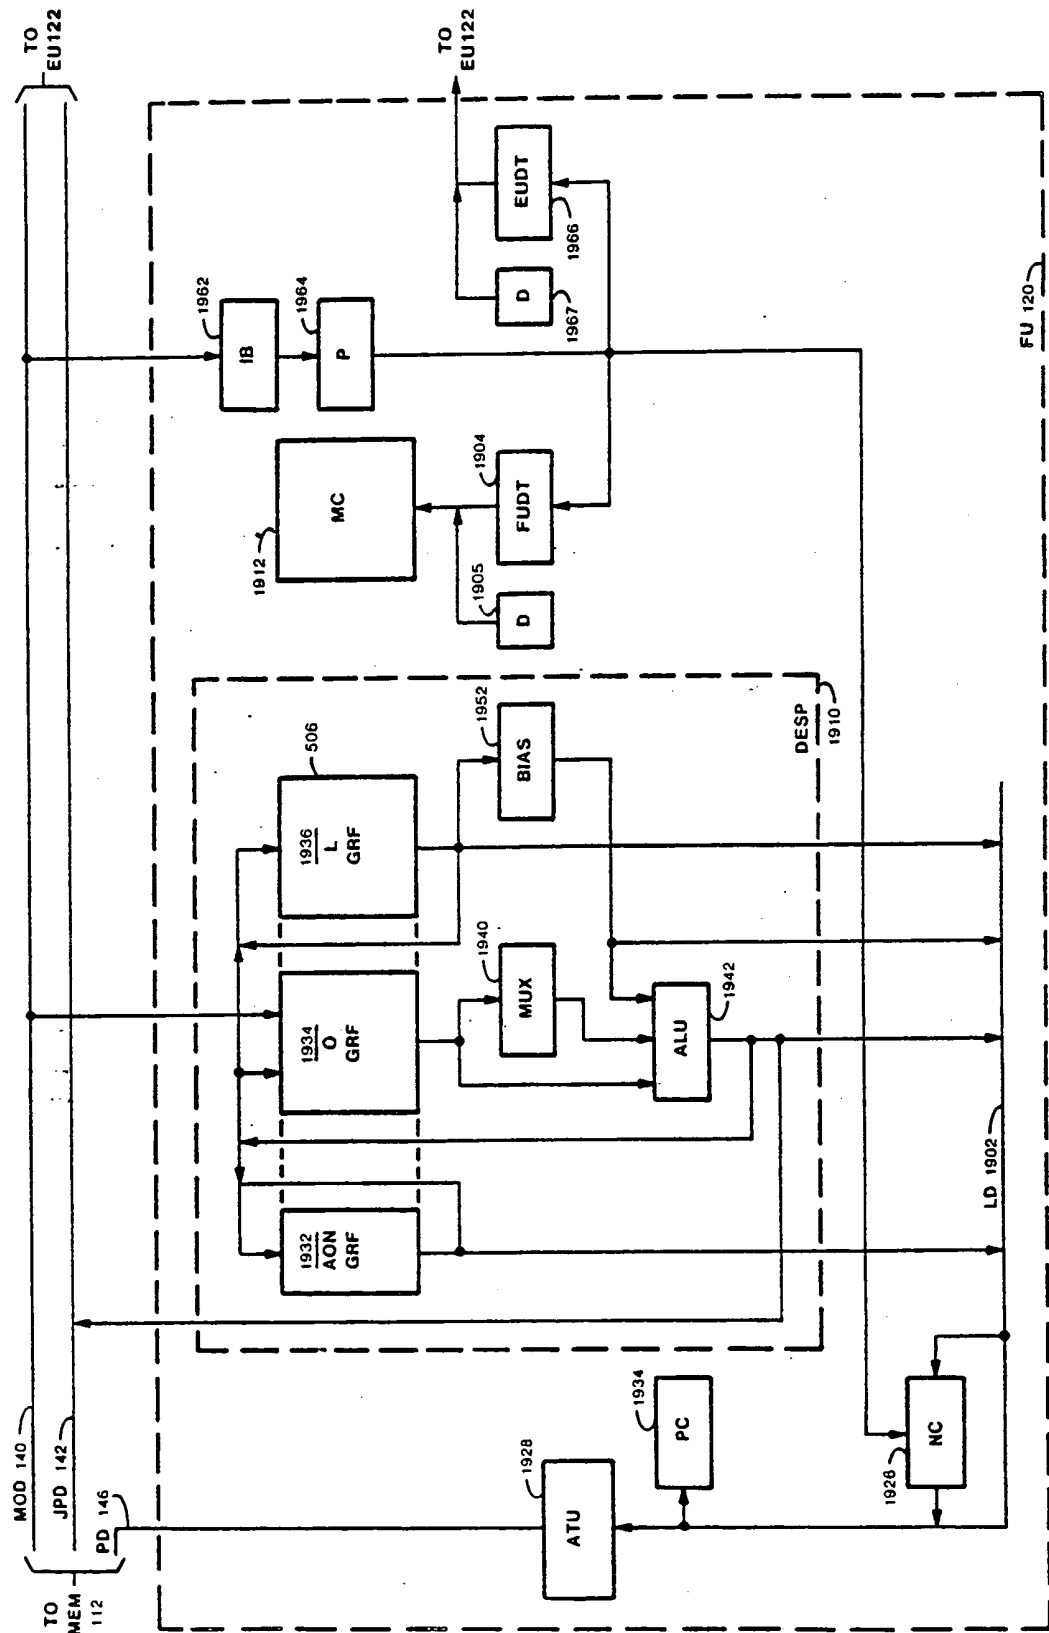 TO
EU122
MOD 140
JPD 142
PD 146
TO
MEM
112
TO
EU122
1962
IB
1964
P
1912
MC
1904
FUDT
1905
D
EUDT
1966
D
1967
506
1936
L
GRF
1934
O
GRF
1932
AON
GRF
1952
BIAS
1940
MUX
1942
ALU
DESP
1910
1928
ATU
1934
PC
NC
1926
LD 1902
FU 120